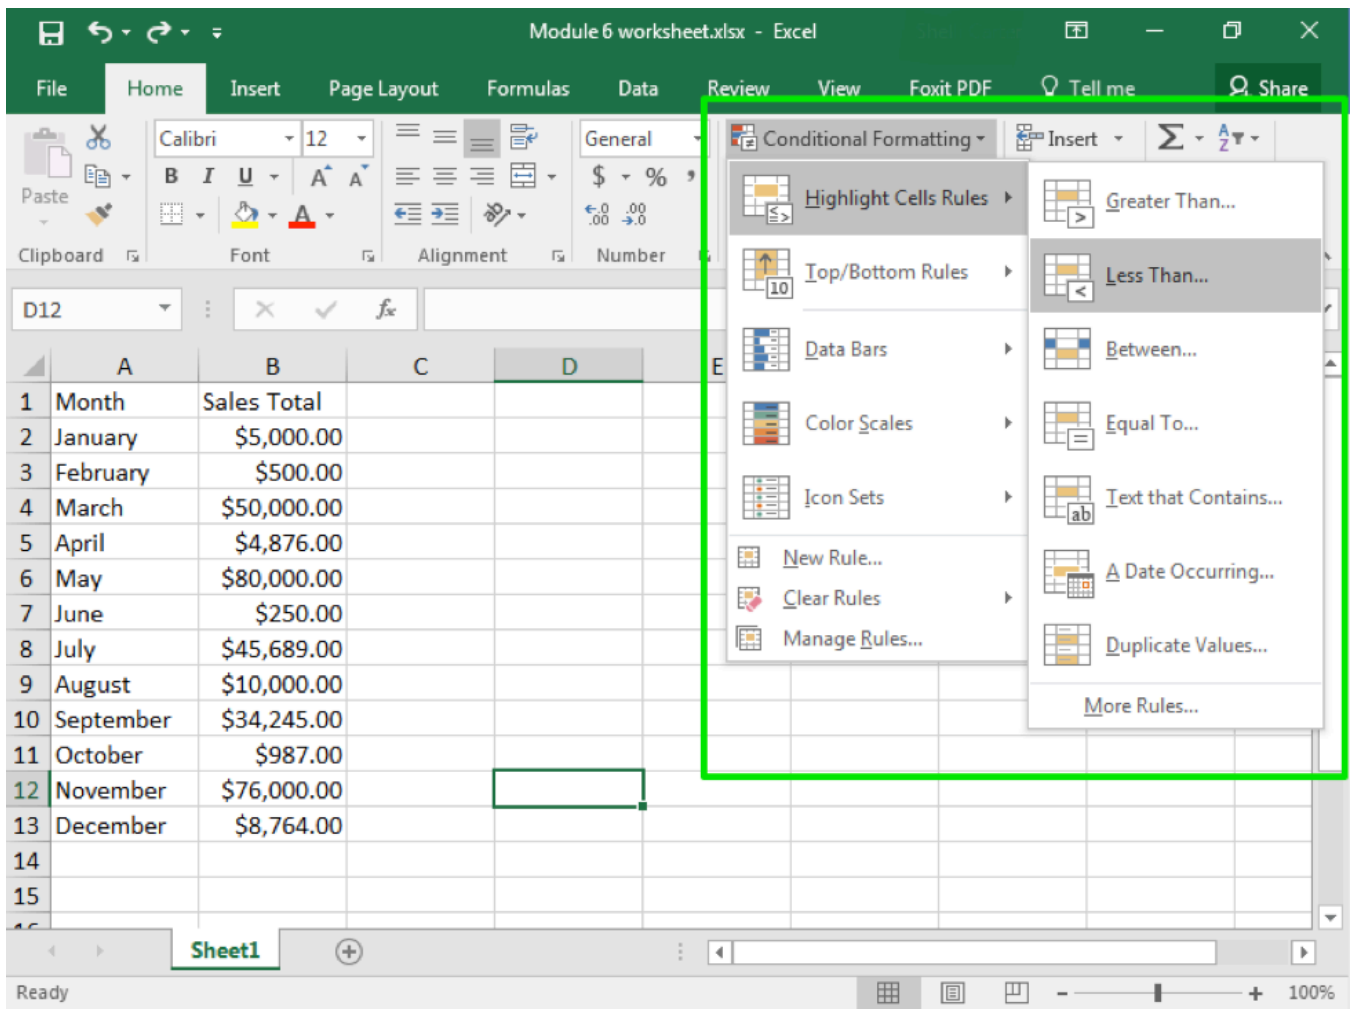 Module 6 worksheet.xlsx - Excel
File Home Insert Page Layout Formulas Data Review View Foxit PDF Tell me Share
Calibri 12 General Conditional Formatting Insert
Paste B I U A A $ % ,
Clipboard Font Alignment Number
D12 fx
A B C D E
1 Month Sales Total
2 January $5,000.00
3 February $500.00
4 March $50,000.00
5 April $4,876.00
6 May $80,000.00
7 June $250.00
8 July $45,689.00
9 August $10,000.00
10 September $34,245.00
11 October $987.00
12 November $76,000.00
13 December $8,764.00
14
15
Highlight Cells Rules
Top/Bottom Rules
Data Bars
Color Scales
Icon Sets
New Rule...
Clear Rules
Manage Rules...
Greater Than...
Less Than...
Between...
Equal To...
Text that Contains...
A Date Occurring...
Duplicate Values...
More Rules...
Sheet1
Ready 100%